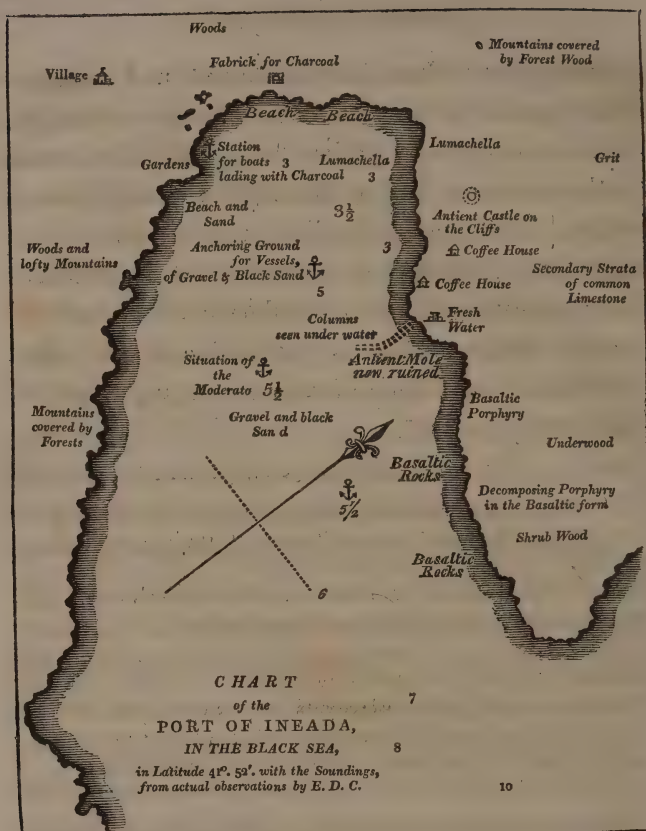 Woods
Mountains covered
by Forest Wood
Village
Fabrick for Charcoal
Beach Beach
Station
for boats 3
lading with Charcoal
Gardens
Lumachella
3
Lumachella
Grit
Beach and
Sand
3½
Antient Castle on
the Cliffs
Woods and
lofty Mountains
Anchoring Ground
for Vessels,
of Gravel & Black Sand
5
3
Coffee House
Coffee House
Secondary Strata
of common
Limestone
Columns
seen under water
Fresh
Water
Antient Mole
now ruined
Situation of
the
Moderato 5½
Mountains
covered by
Forests
Gravel and black
San d
Basaltic
Porphyry
Underwood
Basaltic
Rocks
5½
Decomposing Porphyry
in the Basaltic form
Shrub Wood
Basaltic
Rocks
6
CHART
of the
PORT OF INEADA,
IN THE BLACK SEA,
in Latitude 41º. 52'. with the Soundings,
from actual observations by E. D. C.
7
8
10